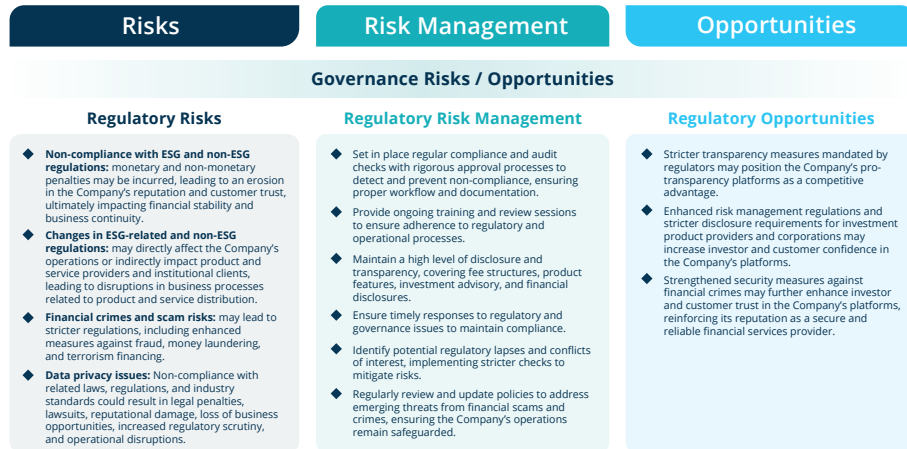 Risks
Risk Management
Opportunities
Governance Risks / Opportunities
Regulatory Risks
◆ Non-compliance with ESG and non-ESG
regulations: monetary and non-monetary
penalties may be incurred, leading to an erosion
in the Company's reputation and customer trust,
ultimately impacting financial stability and
business continuity.
◆ Changes in ESG-related and non-ESG
regulations: may directly affect the Company's
operations or indirectly impact product and
service providers and institutional clients,
leading to disruptions in business processes
related to product and service distribution.
◆ Financial crimes and scam risks: may lead to
stricter regulations, including enhanced
measures against fraud, money laundering,
and terrorism financing.
◆ Data privacy issues: Non-compliance with
related laws, regulations, and industry
standards could result in legal penalties,
lawsuits, reputational damage, loss of business
opportunities, increased regulatory scrutiny,
and operational disruptions.
Regulatory Risk Management
◆ Set in place regular compliance and audit
checks with rigorous approval processes to
detect and prevent non-compliance, ensuring
proper workflow and documentation.
◆ Provide ongoing training and review sessions
to ensure adherence to regulatory and
operational processes.
◆ Maintain a high level of disclosure and
transparency, covering fee structures, product
features, investment advisory, and financial
disclosures.
◆ Ensure timely responses to regulatory and
governance issues to maintain compliance.
◆ Identify potential regulatory lapses and conflicts
of interest, implementing stricter checks to
mitigate risks.
◆ Regularly review and update policies to address
emerging threats from financial scams and
crimes, ensuring the Company's operations
remain safeguarded.
Regulatory Opportunities
◆ Stricter transparency measures mandated by
regulators may position the Company's pro-
transparency platforms as a competitive
advantage.
◆ Enhanced risk management regulations and
stricter disclosure requirements for investment
product providers and corporations may
increase investor and customer confidence in
the Company's platforms.
◆ Strengthened security measures against
financial crimes may further enhance investor
and customer trust in the Company's platforms,
reinforcing its reputation as a secure and
reliable financial services provider.